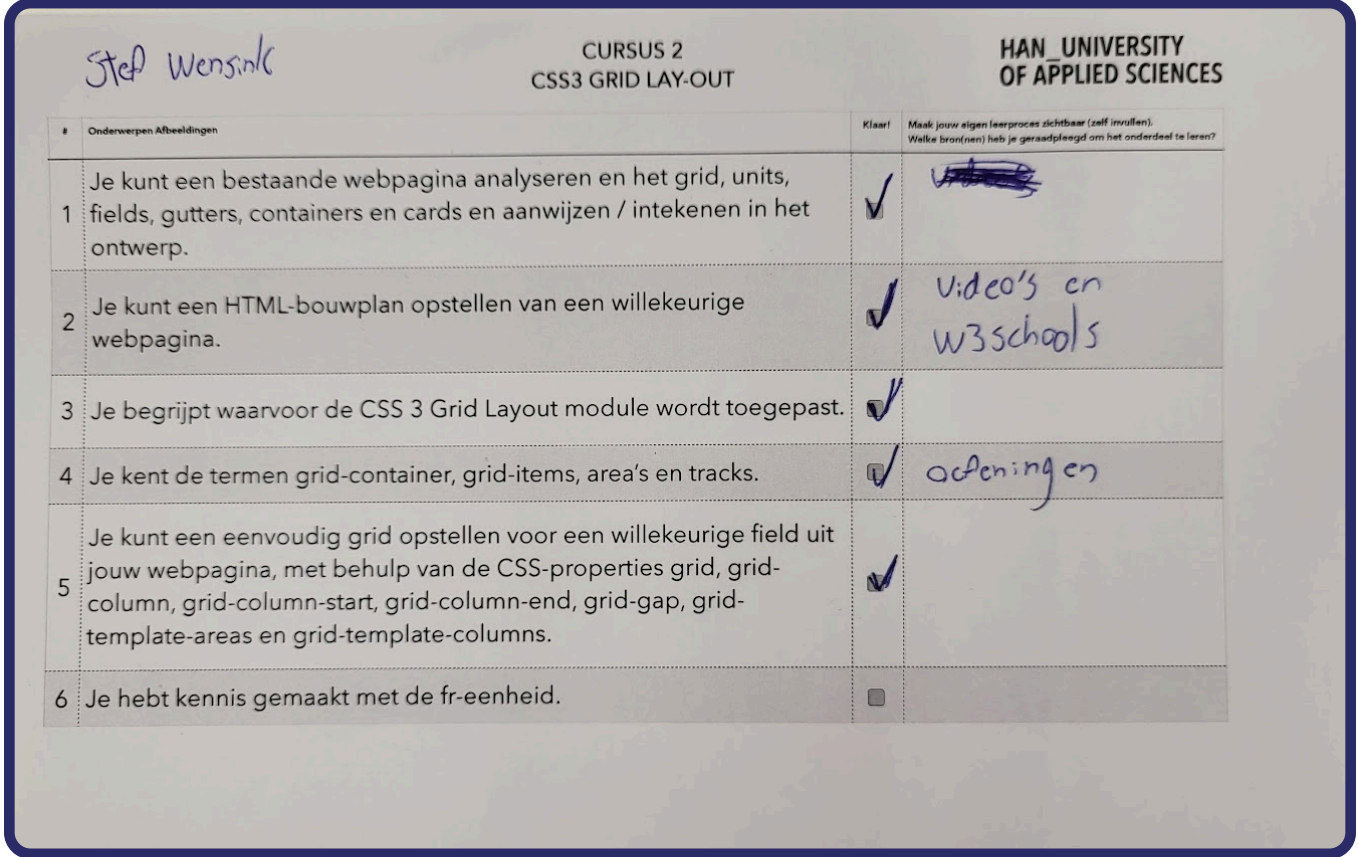 Stef Wensink
CURSUS 2
CSS3 GRID LAY-OUT
HAN_UNIVERSITY
OF APPLIED SCIENCES
# Onderwerpen Afbeeldingen
Klaar!
Maak jouw eigen leerproces zichtbaar (zelf invullen).
Welke bron(nen) heb je geraadpleegd om het onderdeel te leren?
1
Je kunt een bestaande webpagina analyseren en het grid, units,
fields, gutters, containers en cards en aanwijzen / intekenen in het
ontwerp.
2
Je kunt een HTML-bouwplan opstellen van een willekeurige
webpagina.
Video's en
W3schools
3 Je begrijpt waarvoor de CSS 3 Grid Layout module wordt toegepast.
4 Je kent de termen grid-container, grid-items, area's en tracks.
oefeningen
5
Je kunt een eenvoudig grid opstellen voor een willekeurige field uit
jouw webpagina, met behulp van de CSS-properties grid, grid-
column, grid-column-start, grid-column-end, grid-gap, grid-
template-areas en grid-template-columns.
6 Je hebt kennis gemaakt met de fr-eenheid.